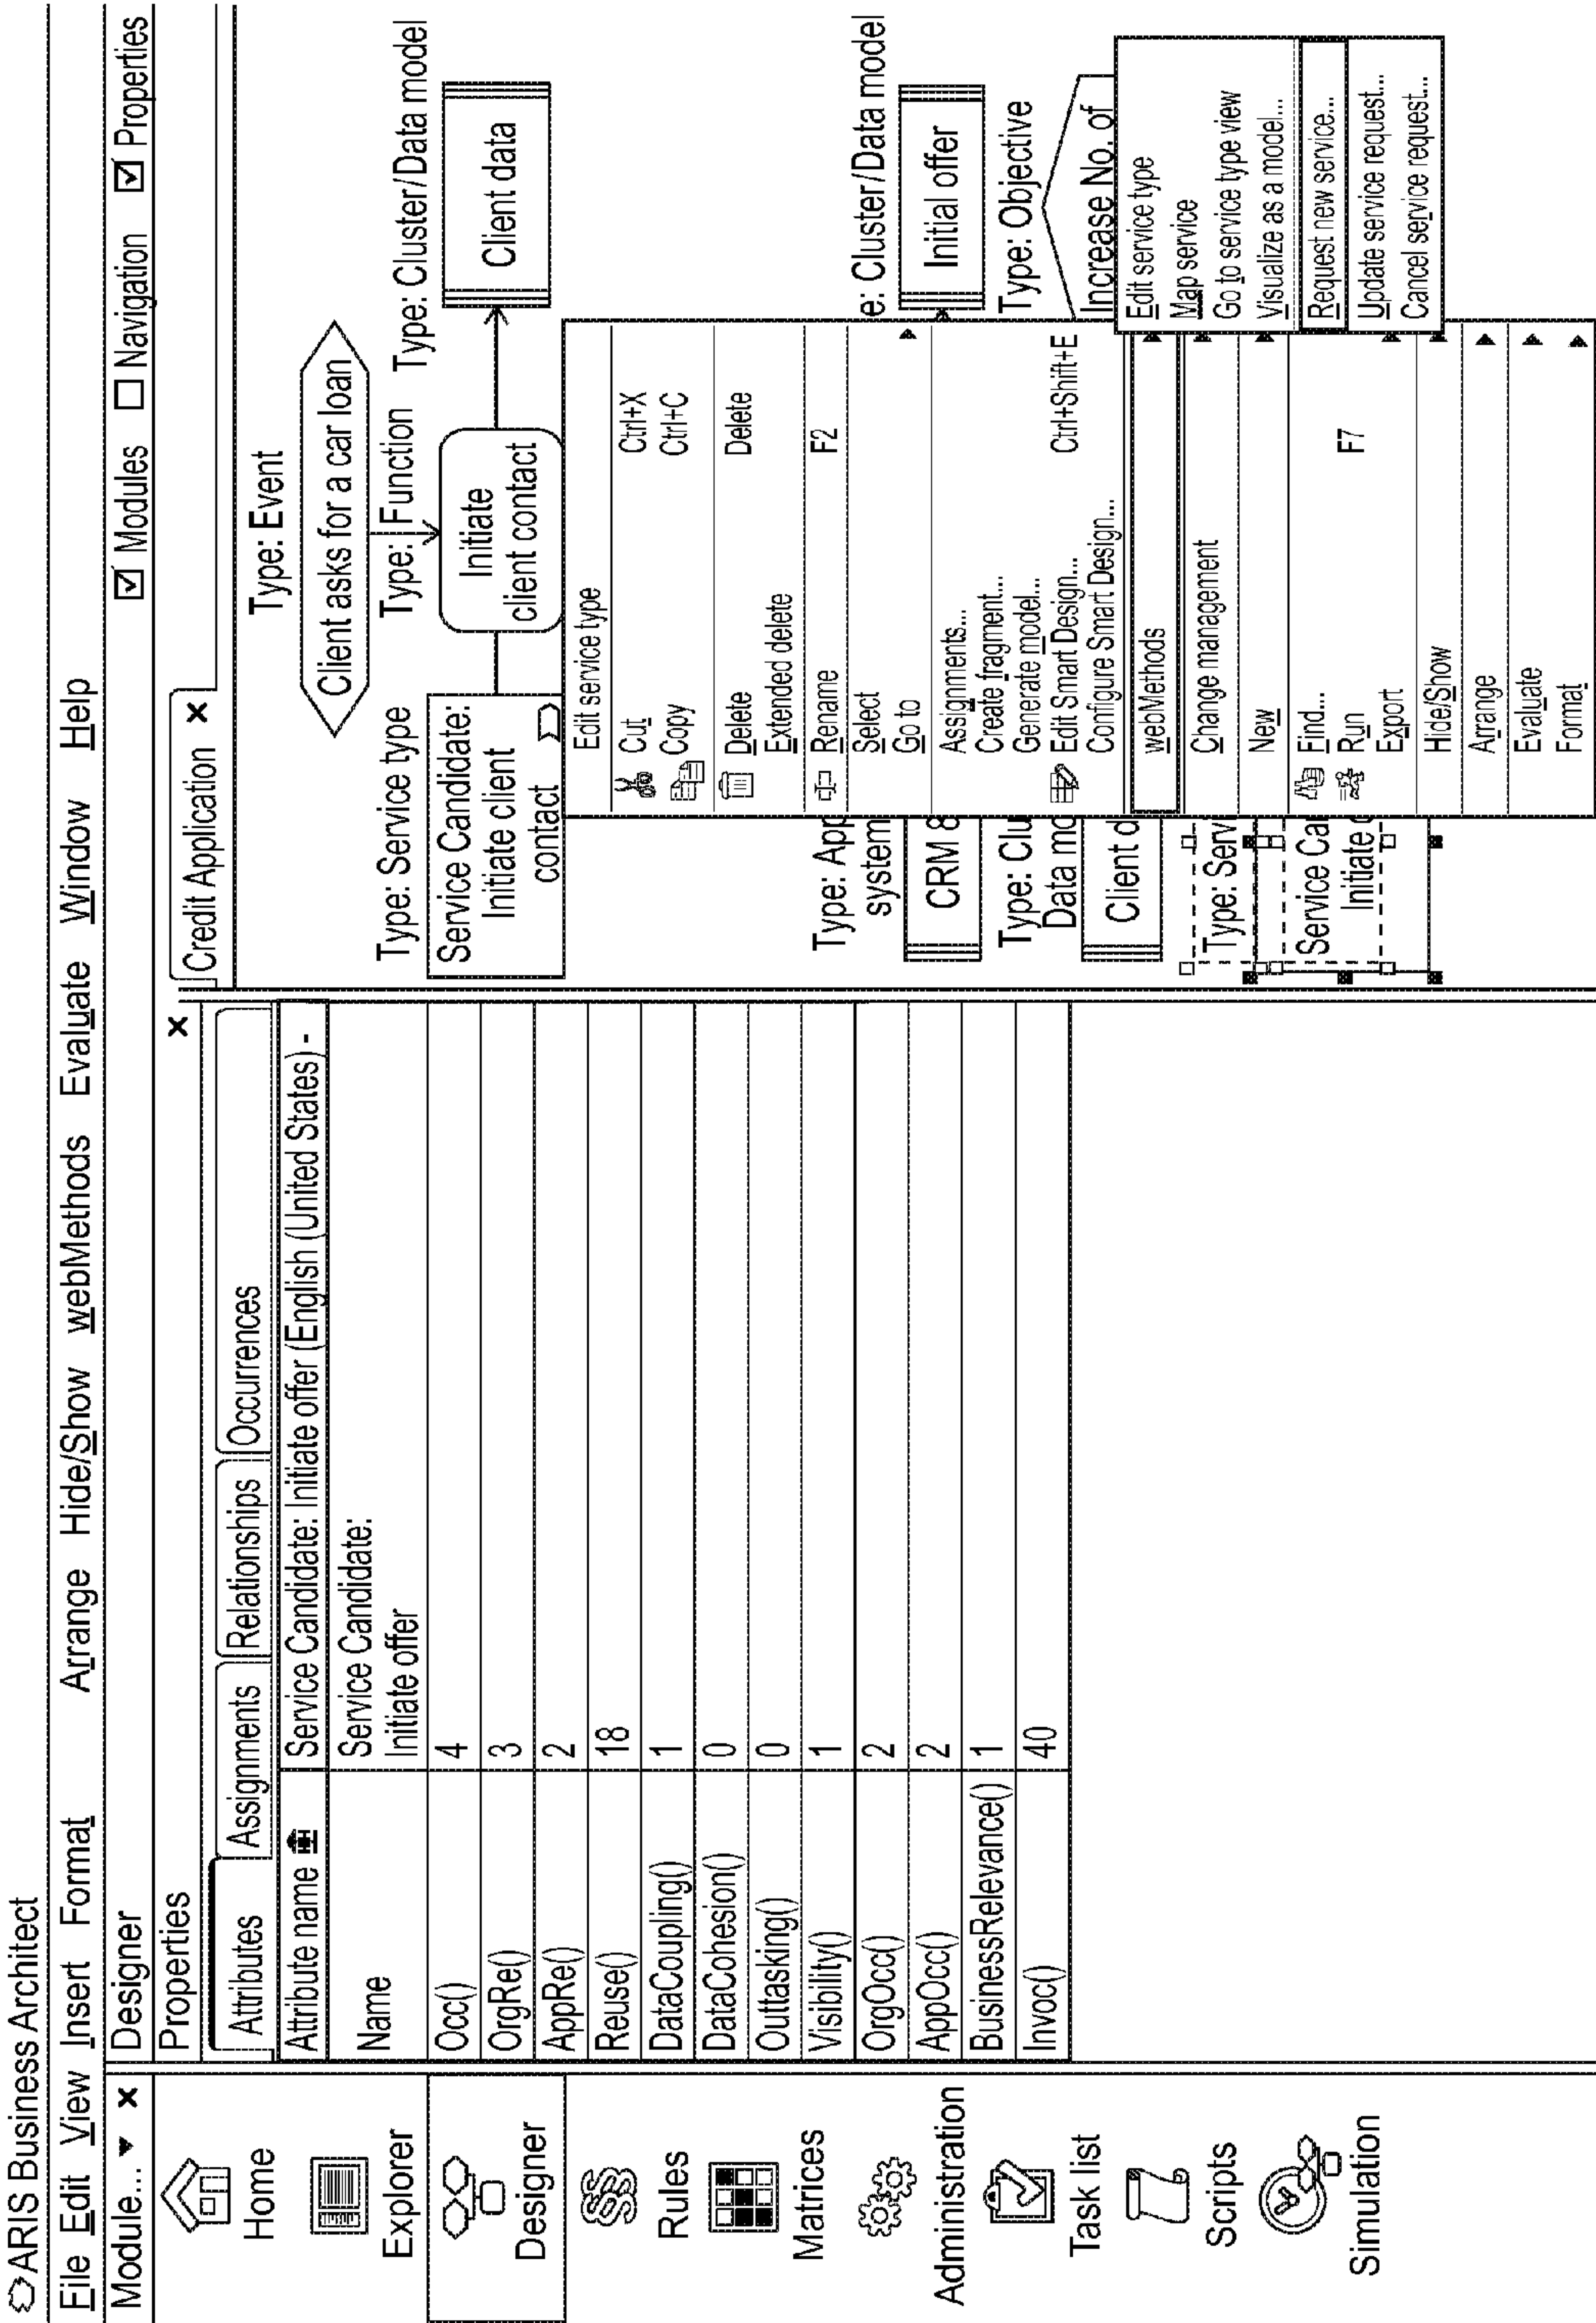 ARIS Business Architect
File Edit View Insert Format Arrange Hide/Show webMethods Evaluate Window Help
Module... Designer Modules Navigation Properties
Home
Explorer
Designer
Rules
Matrices
Administration
Task list
Scripts
Simulation
Properties
Attributes Assignments Relationships Occurrences
Attribute name Service Candidate: Initiate offer (English (United States) -
Name Service Candidate:
Initiate offer
Occ() 4
OrgRe() 3
AppRe() 2
Reuse() 18
DataCoupling() 1
DataCohesion() 0
Outtasking() 0
Visibility() 1
OrgOcc() 2
AppOcc() 2
BusinessRelevance() 1
Invoc() 40
Credit Application
Type: Event
Client asks for a car loan
Type: Service type
Service Candidate:
Initiate client
contact
Type: Function
Initiate
client contact
Type: Cluster/Data model
Client data
Type: App
system
CRM &
Type: Clu
Data mo
Client d
Type: Servi
Service Ca
Initiate
e: Cluster/Data model
Initial offer
Type: Objective
Increase No. of
Edit service type
Cut Ctrl+X
Copy Ctrl+C
Delete Delete
Extended delete
Rename F2
Select
Go to
Assignments...
Create fragment...
Generate model...
Edit Smart Design... Ctrl+Shift+E
Configure Smart Design...
webMethods
Change management
New
Find...
Run F7
Export
Hide/Show
Arrange
Evaluate
Format
Edit service type
Map service
Go to service type view
Visualize as a model...
Request new service...
Update service request...
Cancel service request...